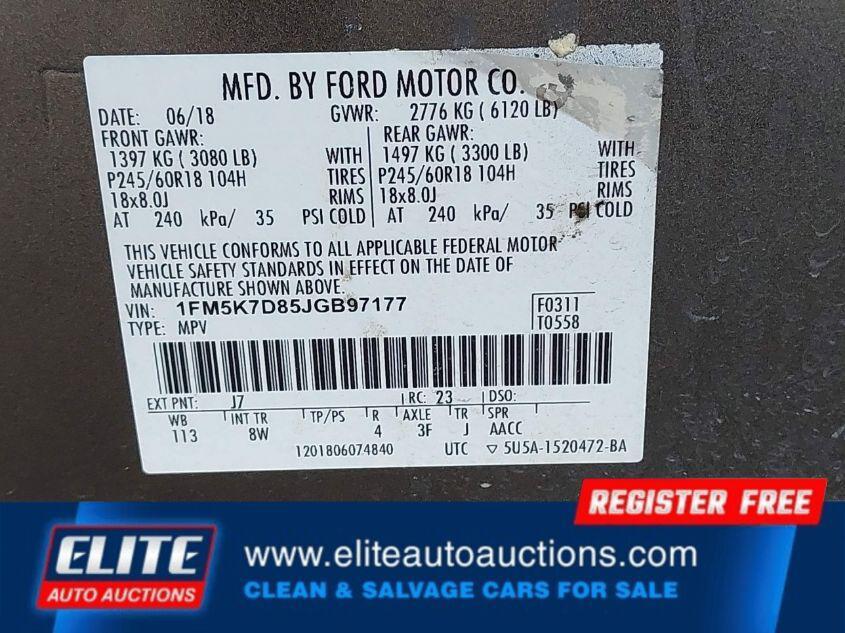 MFD. BY FORD MOTOR CO.
DATE: 06/18 GVWR: 2776 KG ( 6120 LB)
FRONT GAWR: REAR GAWR:
1397 KG ( 3080 LB) WITH 1497 KG ( 3300 LB) WITH
P245/60R18 104H TIRES P245/60R18 104H TIRES
18x8.0J RIMS 18x8.0J RIMS
AT 240 kPa/ 35 PSI COLD AT 240 kPa/ 35 PSI COLD
THIS VEHICLE CONFORMS TO ALL APPLICABLE FEDERAL MOTOR
VEHICLE SAFETY STANDARDS IN EFFECT ON THE DATE OF
MANUFACTURE SHOWN ABOVE.
VIN: 1FM5K7D85JGB97177 F0311
TYPE: MPV T0558
EXT PNT: J7 RC: 23 DSO:
WB INT TR TP/PS R AXLE TR SPR
113 8W 4 3F J AACC
1201806074840 UTC ▽ 5U5A-1520472-BA
REGISTER FREE
ELITE
AUTO AUCTIONS
www.eliteautoauctions.com
CLEAN & SALVAGE CARS FOR SALE